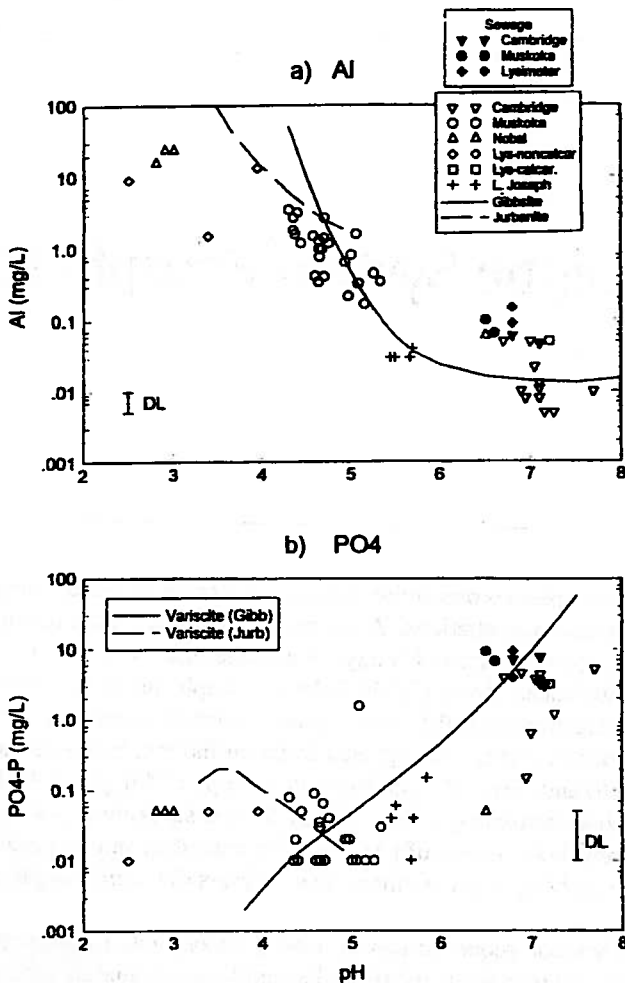 a) Al
Sewage
Cambridge
Muskoka
Lysimeter
Cambridge
Muskoka
Nobel
Lys-noncalcar
Lys-calcar.
L. Joseph
Gibbsite
Jurbanite
100
10
1.0
0.1
.01
.001
Al (mg/L)
DL
2 3 4 5 6 7 8
b) PO4
Variscite (Gibb)
Variscite (Jurb)
100
10
1.0
0.1
.01
.001
PO4-P (mg/L)
DL
2 3 4 5 6 7 8
pH